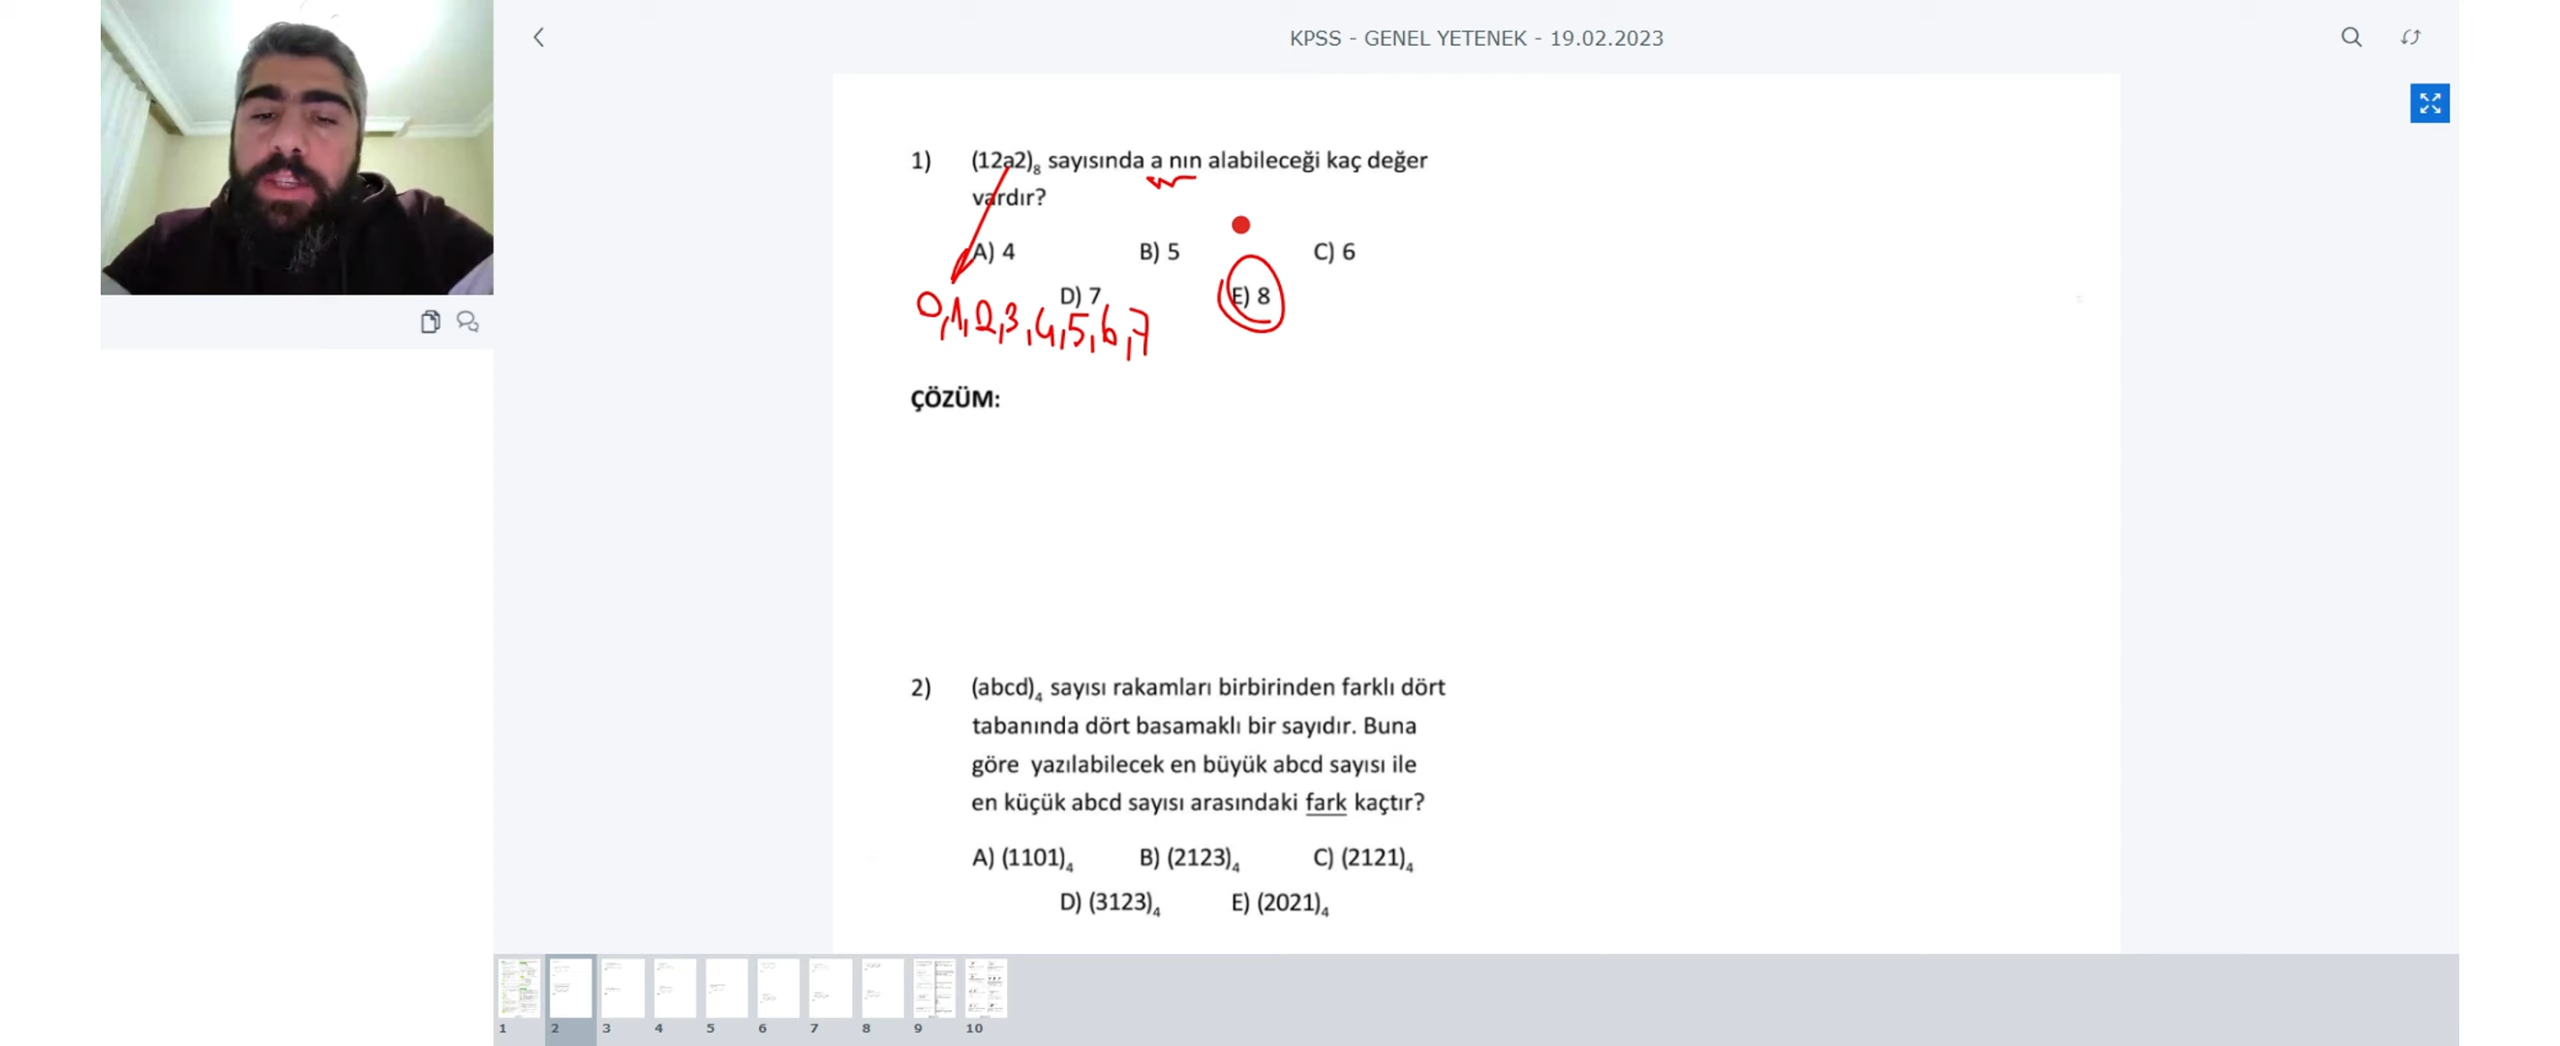 KPSS - GENEL YETENEK - 19.02.2023
1) (12a2)₈ sayısında a nın alabileceği kaç değer
vardır?
A) 4 B) 5 C) 6
D) 7 E) 8
0,1,2,3,4,5,6,7
ÇÖZÜM:
2) (abcd)₄ sayısı rakamları birbirinden farklı dört
tabanında dört basamaklı bir sayıdır. Buna
göre yazılabilecek en büyük abcd sayısı ile
en küçük abcd sayısı arasındaki fark kaçtır?
A) (1101)₄ B) (2123)₄ C) (2121)₄
D) (3123)₄ E) (2021)₄
1 2 3 4 5 6 7 8 9 10